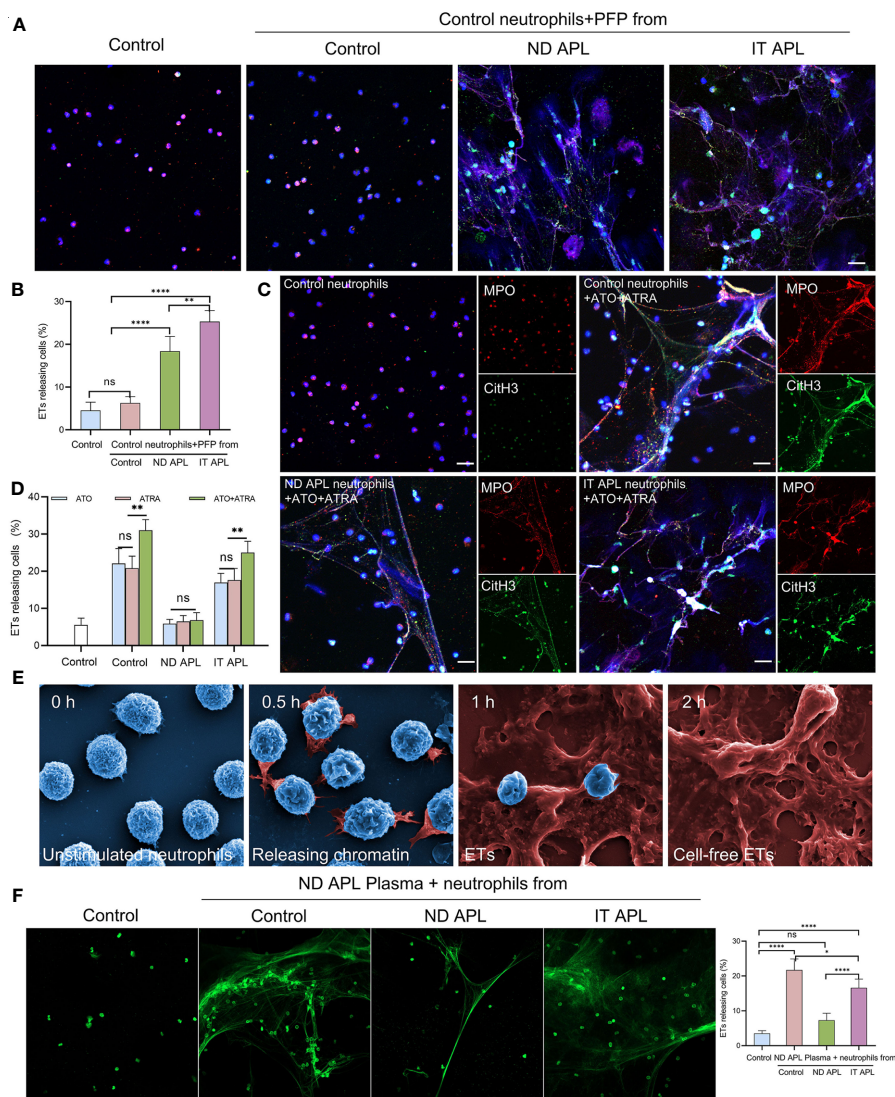 A
Control neutrophils+PFP from
Control
Control
ND APL
IT APL
B
ETs releasing cells (%)
30
20
10
0
****
**
****
ns
Control
Control neutrophils+PFP from
Control
ND APL
IT APL
C
Control neutrophils
MPO
CitH3
Control neutrophils
+ATO+ATRA
MPO
CitH3
ND APL neutrophils
+ATO+ATRA
MPO
CitH3
IT APL neutrophils
+ATO+ATRA
MPO
CitH3
D
ETs releasing cells (%)
ATO
ATRA
ATO+ATRA
40
30
20
10
0
**
ns
ns
**
ns
Control
Control
ND APL
IT APL
E
0 h
Unstimulated neutrophils
0.5 h
Releasing chromatin
1 h
ETs
2 h
Cell-free ETs
F
ND APL Plasma + neutrophils from
Control
Control
ND APL
IT APL
ETs releasing cells (%)
30
20
10
0
****
ns
****
*
****
Control
ND APL Plasma + neutrophils from
Control
ND APL
IT APL